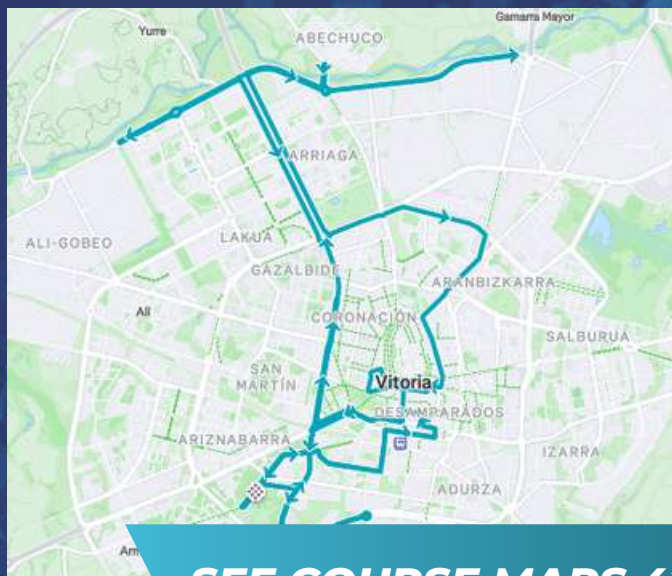 Gamarra Mayor
Yurre
ABECHUCO
ARRIAGA
LAKUA
ALI-GOBEO
GAZALBIDE
ARANBIZKARRA
Ali
CORONACIÓN
SALBURUA
SAN
MARTÍN
Vitoria
DESAMPARADOS
ARIZNABARRA
IZARRA
ADURZA
SEE COURSE MAPS